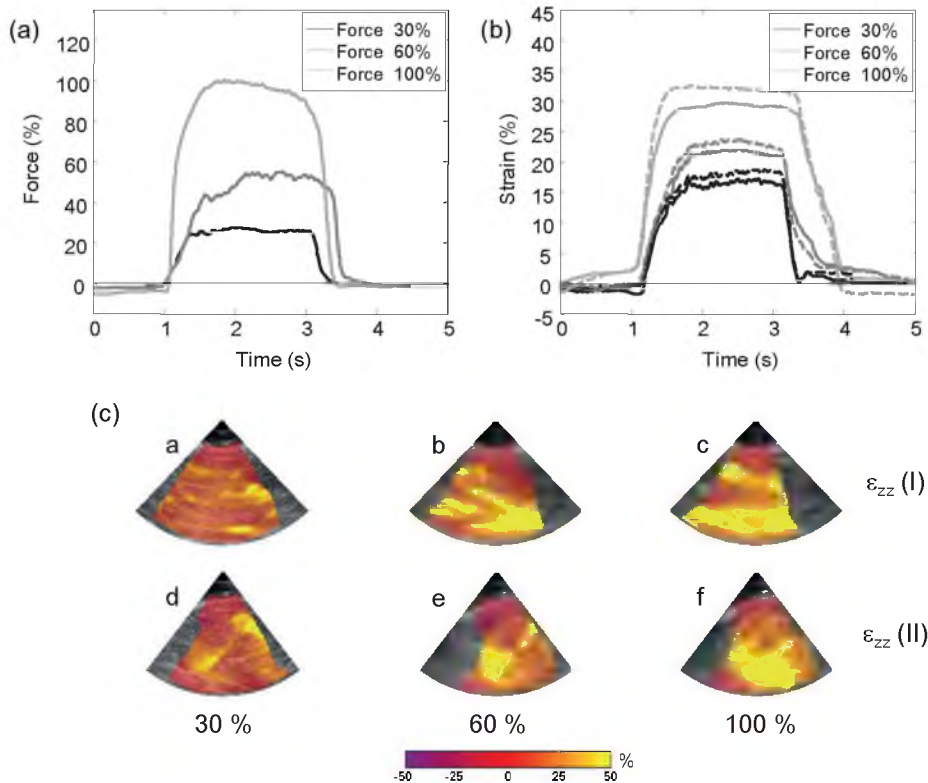 (a)
Force 30%
Force 60%
Force 100%
120
100
80
60
40
20
0
Force (%)
0 1 2 3 4 5
Time (s)
(b)
Force 30%
Force 60%
Force 100%
45
40
35
30
25
20
15
10
5
0
-5
Strain (%)
0 1 2 3 4 5
Time (s)
(c)
a b c
εzz (I)
d e f
εzz (II)
30 % 60 % 100 %
-50 -25 0 25 50 %